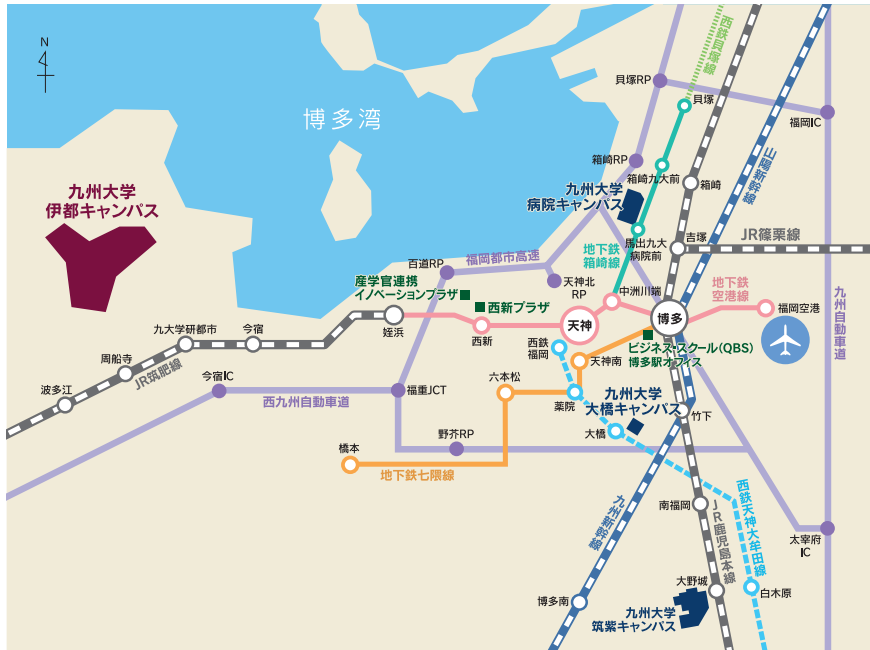 N
博多湾
九州大学
伊都キャンパス
西鉄貝塚線
貝塚RP
貝塚
福岡IC
箱崎RP
箱崎九大前
箱崎
山陽新幹線
九州大学
病院キャンパス
馬出九大
病院前
吉塚
JR篠栗線
地下鉄
箱崎線
福岡都市高速
百道RP
天神北
RP
中洲川端
地下鉄
空港線
産学官連携
イノベーションプラザ
西新プラザ
姪浜
西新
天神
博多
福岡空港
九州自動車道
九大学研都市
今宿
周船寺
波多江
JR筑肥線
西鉄
福岡
天神南
ビジネス・スクール(QBS)
博多駅オフィス
今宿IC
西九州自動車道
福重JCT
六本松
薬院
九州大学
大橋キャンパス
竹下
大橋
野芥RP
橋本
地下鉄七隈線
九州新幹線
南福岡
JR鹿児島本線
西鉄天神大牟田線
太宰府
IC
博多南
大野城
白木原
九州大学
筑紫キャンパス